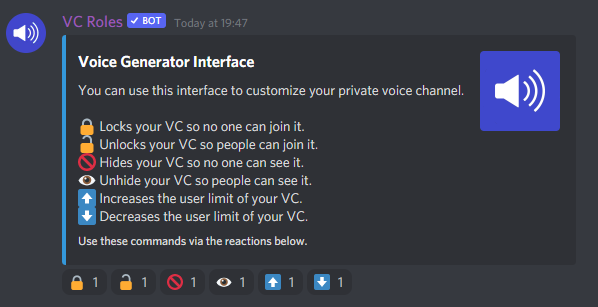 VC Roles ✓ BOT Today at 19:47
Voice Generator Interface
You can use this interface to customize your private voice channel.
🔒 Locks your VC so no one can join it.
🔓 Unlocks your VC so people can join it.
🚫 Hides your VC so no one can see it.
👁 Unhide your VC so people can see it.
⬆ Increases the user limit of your VC.
⬇ Decreases the user limit of your VC.
Use these commands via the reactions below.
🔒 1 🔓 1 🚫 1 👁 1 ⬆ 1 ⬇ 1